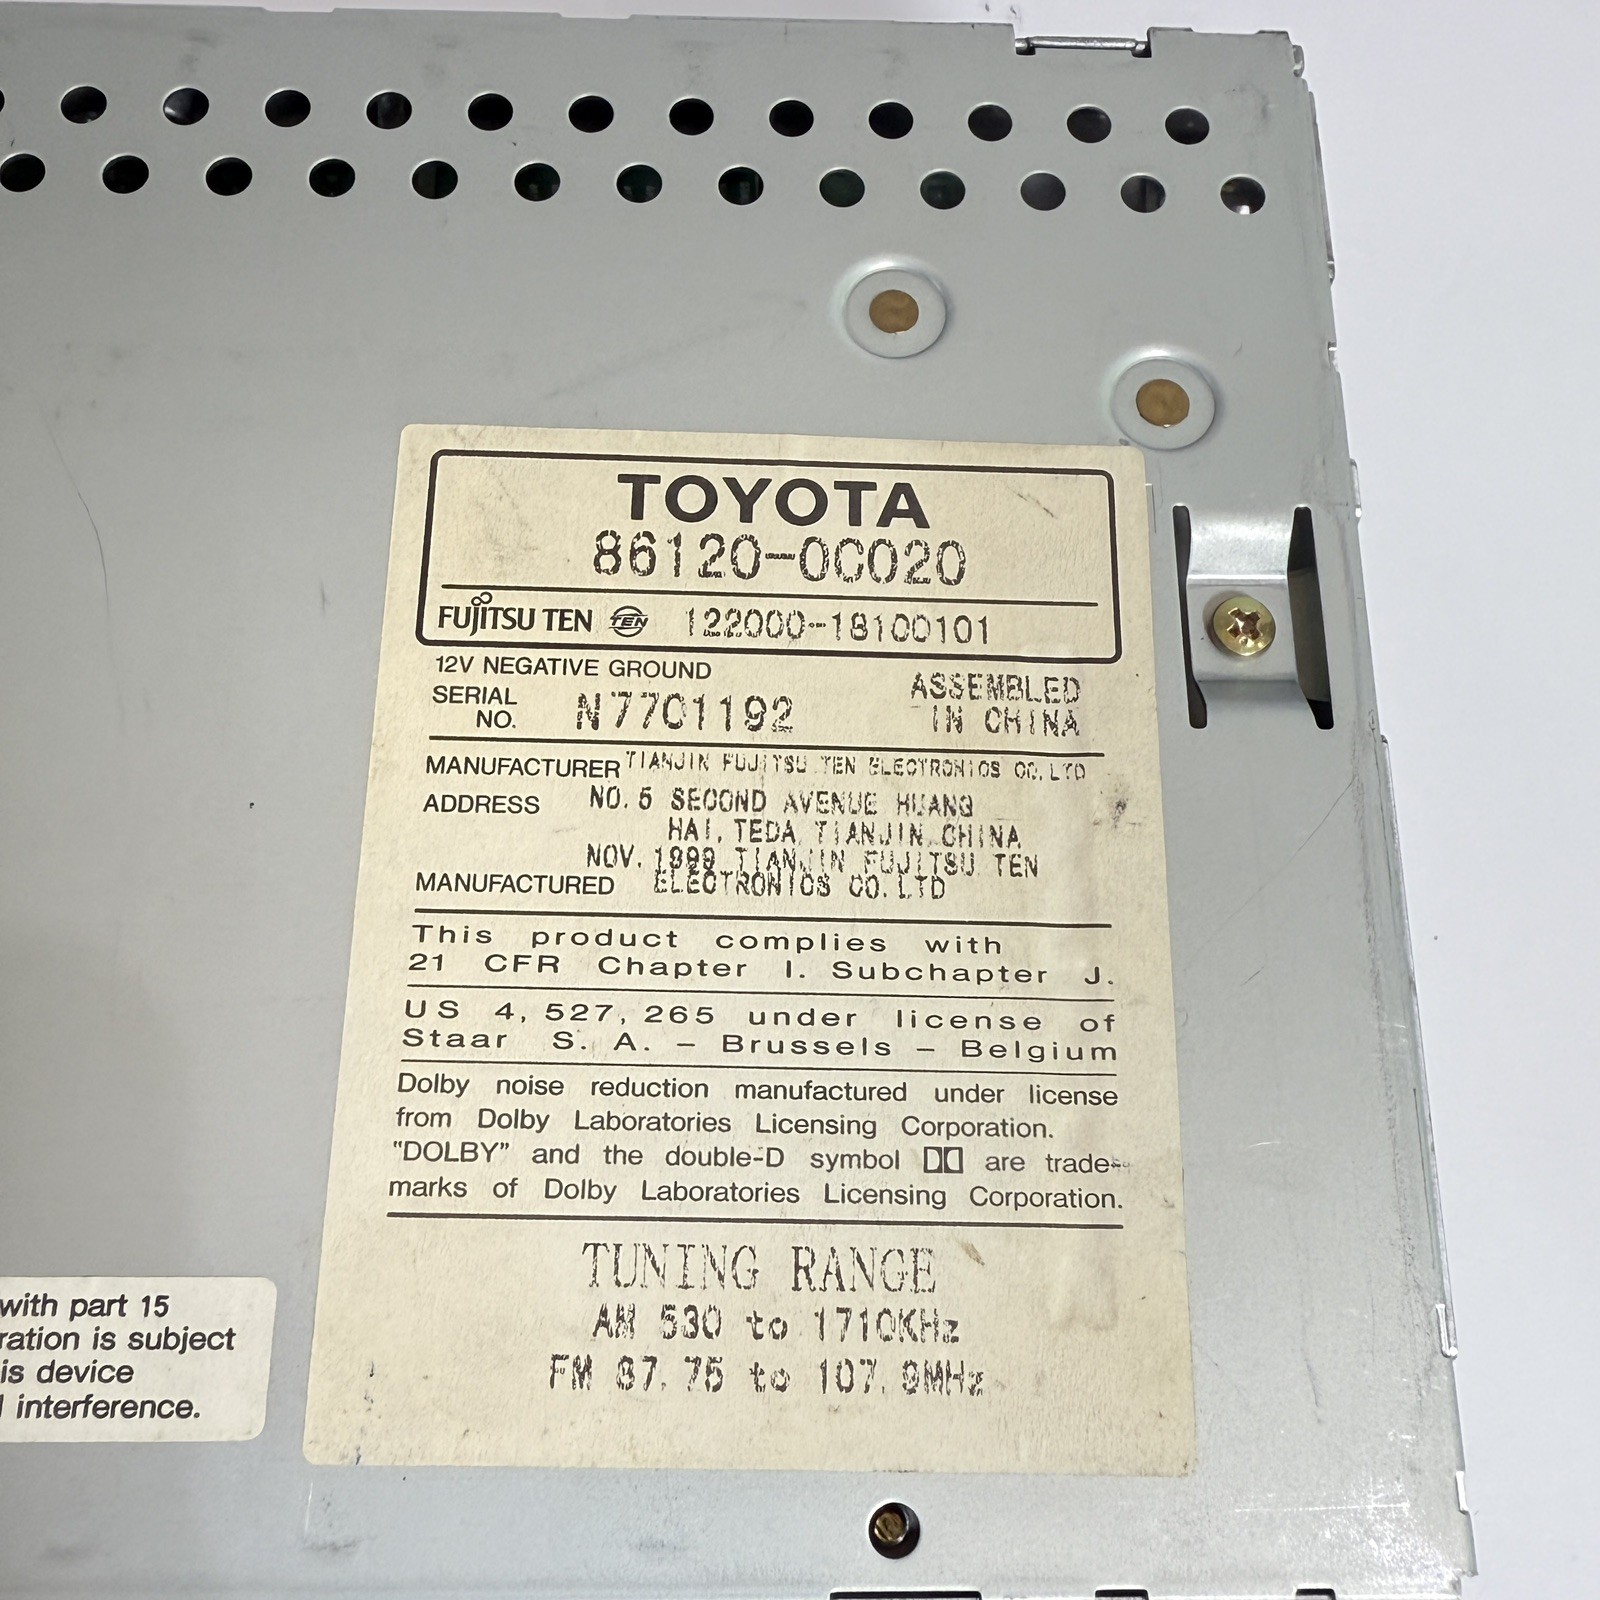 TOYOTA
86120-0C020
FUJITSU TEN TEN 122000-18100101
12V NEGATIVE GROUND
SERIAL NO. N7701192
ASSEMBLED IN CHINA
MANUFACTURER TIANJIN FUJITSU TEN ELECTRONICS CO. LTD
ADDRESS NO. 5 SECOND AVENUE HUANG
HAI, TEDA, TIANJIN, CHINA
NOV. 1999 TIANJIN FUJITSU TEN
MANUFACTURED ELECTRONICS CO. LTD
This product complies with
21 CFR Chapter I. Subchapter J.
US 4, 527, 265 under license of
Staar S. A. – Brussels – Belgium
Dolby noise reduction manufactured under license
from Dolby Laboratories Licensing Corporation.
"DOLBY" and the double-D symbol are trade-
marks of Dolby Laboratories Licensing Corporation.
TUNING RANGE
AM 530 to 1710KHz
FM 87. 75 to 107. 9MHz
with part 15
ration is subject
is device
interference.